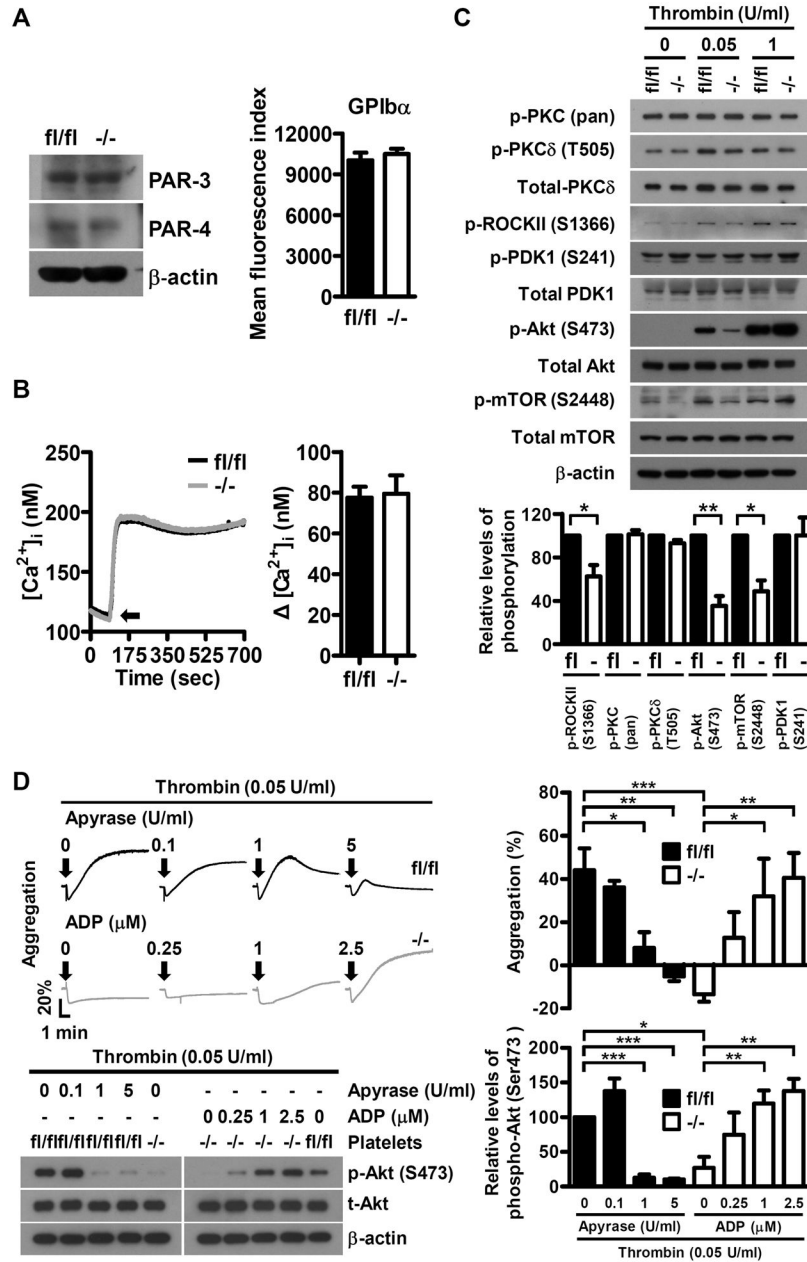 A
fl/fl -/-
PAR-3
PAR-4
β-actin
GPIbα
Mean fluorescence index
12000
9000
6000
3000
0
fl/fl -/-
B
[Ca²⁺]i (nM)
250
200
150
100
fl/fl
-/-
0 175 350 525 700
Time (sec)
Δ [Ca²⁺]i (nM)
100
80
60
40
20
0
fl/fl -/-
C
Thrombin (U/ml)
0 0.05 1
fl/fl -/- fl/fl -/- fl/fl -/-
p-PKC (pan)
p-PKCδ (T505)
Total-PKCδ
p-ROCKII (S1366)
p-PDK1 (S241)
Total PDK1
p-Akt (S473)
Total Akt
p-mTOR (S2448)
Total mTOR
β-actin
Relative levels of
phosphorylation
120
80
40
0
* ** *
fl - fl - fl - fl - fl - fl -
p-ROCKII (S1366)
p-PKC (pan)
p-PKCδ (T505)
p-Akt (S473)
p-mTOR (S2448)
p-PDK1 (S241)
D
Thrombin (0.05 U/ml)
Apyrase (U/ml)
0 0.1 1 5
fl/fl
Aggregation
ADP (μM)
0 0.25 1 2.5
-/-
20%
1 min
Thrombin (0.05 U/ml)
0 0.1 1 5 0 - - - - - Apyrase (U/ml)
- - - - - 0 0.25 1 2.5 0 ADP (μM)
fl/fl fl/fl fl/fl fl/fl -/- -/- -/- -/- -/- fl/fl Platelets
p-Akt (S473)
t-Akt
β-actin
Aggregation (%)
80
60
40
20
0
-20
***
** **
* *
fl/fl
-/-
Relative levels of
phospho-Akt (Ser473)
200
150
100
50
0
*
*** **
*** **
fl/fl
-/-
0 0.1 1 5 0 0.25 1 2.5
Apyrase (U/ml) ADP (μM)
Thrombin (0.05 U/ml)